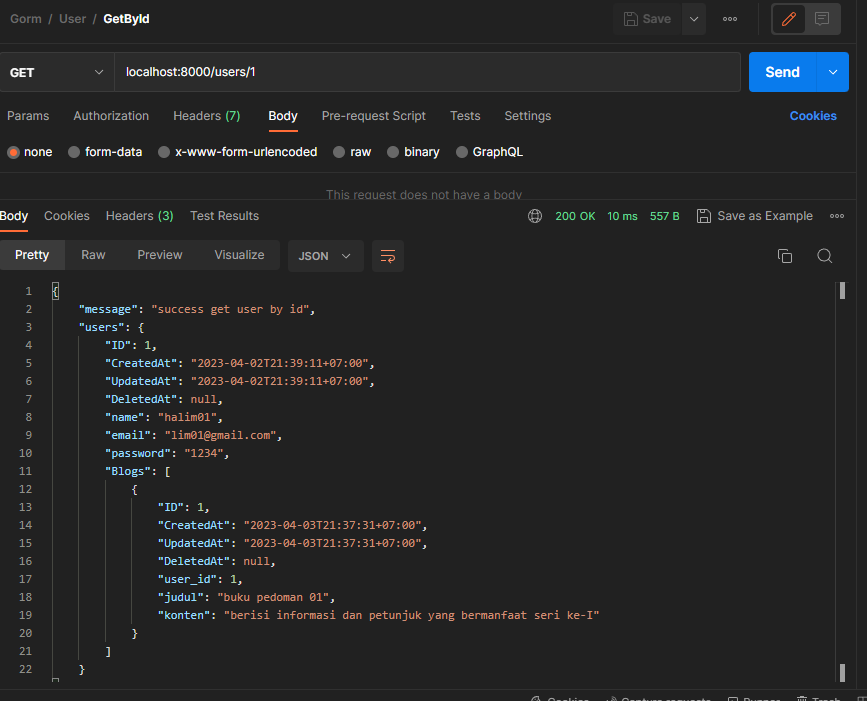 Gorm / User / GetById
Save
GET
localhost:8000/users/1
Send
Params Authorization Headers (7) Body Pre-request Script Tests Settings Cookies
none form-data x-www-form-urlencoded raw binary GraphQL
This request does not have a body
Body Cookies Headers (3) Test Results 200 OK 10 ms 557 B Save as Example
Pretty Raw Preview Visualize JSON
1 {
2 "message": "success get user by id",
3 "users": {
4 "ID": 1,
5 "CreatedAt": "2023-04-02T21:39:11+07:00",
6 "UpdatedAt": "2023-04-02T21:39:11+07:00",
7 "DeletedAt": null,
8 "name": "halim01",
9 "email": "lim01@gmail.com",
10 "password": "1234",
11 "Blogs": [
12 {
13 "ID": 1,
14 "CreatedAt": "2023-04-03T21:37:31+07:00",
15 "UpdatedAt": "2023-04-03T21:37:31+07:00",
16 "DeletedAt": null,
17 "user_id": 1,
18 "judul": "buku pedoman 01",
19 "konten": "berisi informasi dan petunjuk yang bermanfaat seri ke-I"
20 }
21 ]
22 }
Cookies Capture requests Runner Trash